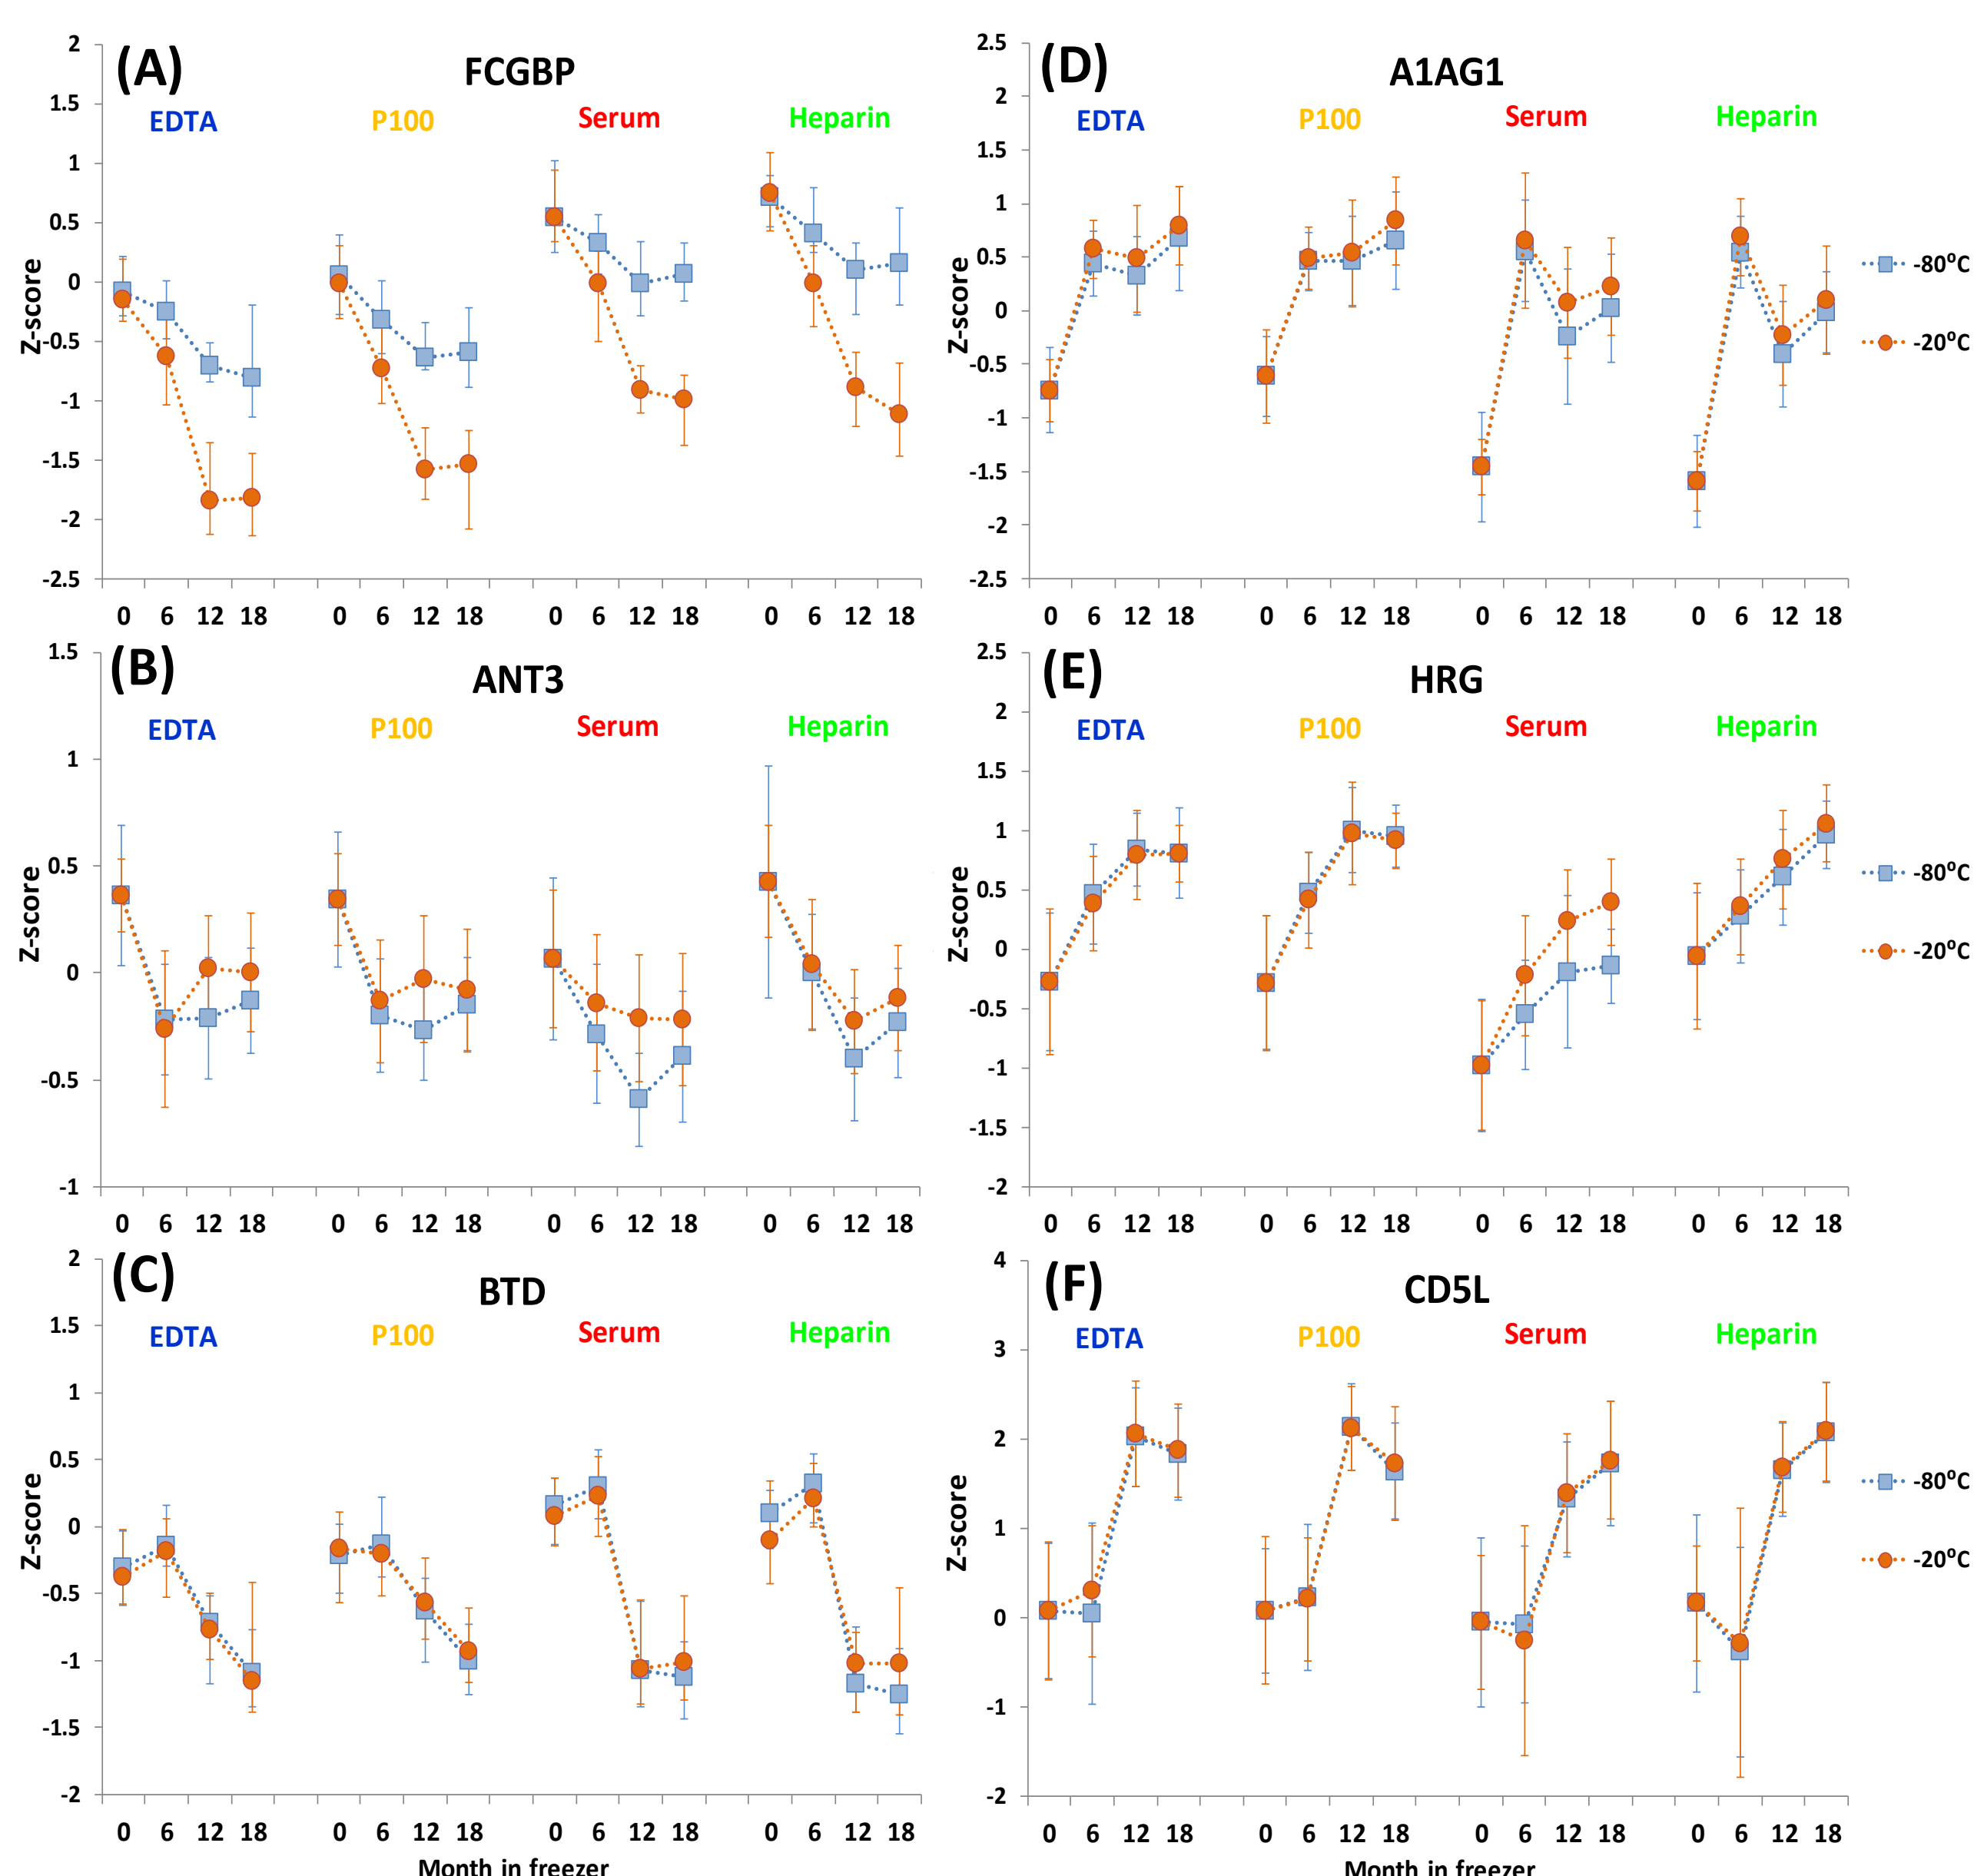 (A)
FCGBP
EDTA P100 Serum Heparin
Z-score
2
1.5
1
0.5
0
-0.5
-1
-1.5
-2
-2.5
0 6 12 18 0 6 12 18 0 6 12 18 0 6 12 18
(B)
ANT3
EDTA P100 Serum Heparin
Z-score
1.5
1
0.5
0
-0.5
-1
0 6 12 18 0 6 12 18 0 6 12 18 0 6 12 18
(C)
BTD
EDTA P100 Serum Heparin
Z-score
2
1.5
1
0.5
0
-0.5
-1
-1.5
-2
0 6 12 18 0 6 12 18 0 6 12 18 0 6 12 18
Month in freezer
(D)
A1AG1
EDTA P100 Serum Heparin
Z-score
2.5
2
1.5
1
0.5
0
-0.5
-1
-1.5
-2
-2.5
0 6 12 18 0 6 12 18 0 6 12 18 0 6 12 18
-80⁰C
-20⁰C
(E)
HRG
EDTA P100 Serum Heparin
Z-score
2.5
2
1.5
1
0.5
0
-0.5
-1
-1.5
-2
0 6 12 18 0 6 12 18 0 6 12 18 0 6 12 18
-80⁰C
-20⁰C
(F)
CD5L
EDTA P100 Serum Heparin
Z-score
4
3
2
1
0
-1
-2
0 6 12 18 0 6 12 18 0 6 12 18 0 6 12 18
Month in freezer
-80⁰C
-20⁰C